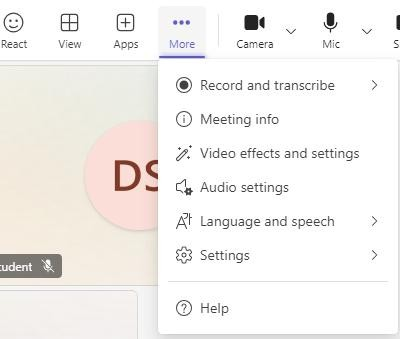 React
View
Apps
More
Camera
Mic
Record and transcribe
Meeting info
Video effects and settings
Audio settings
Language and speech
Settings
Help
DS